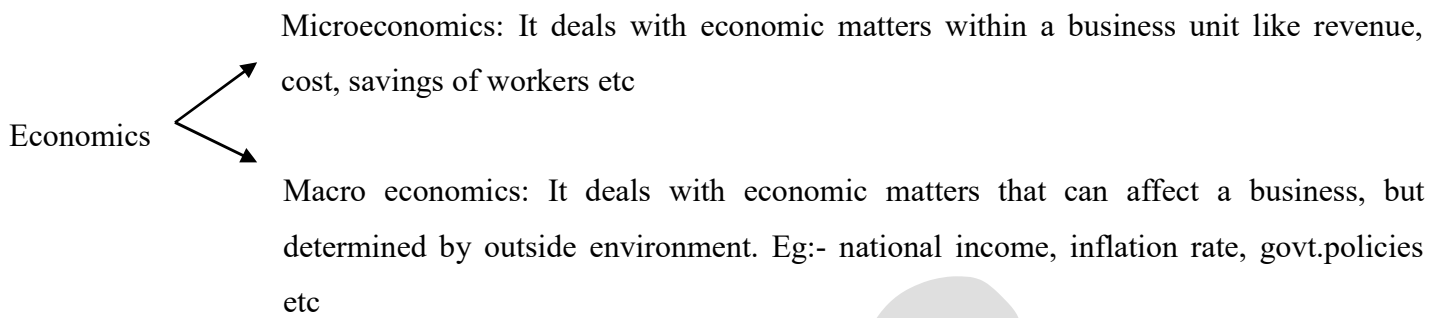 Microeconomics: It deals with economic matters within a business unit like revenue,
cost, savings of workers etc
Economics
Macro economics: It deals with economic matters that can affect a business, but
determined by outside environment. Eg:- national income, inflation rate, govt.policies
etc